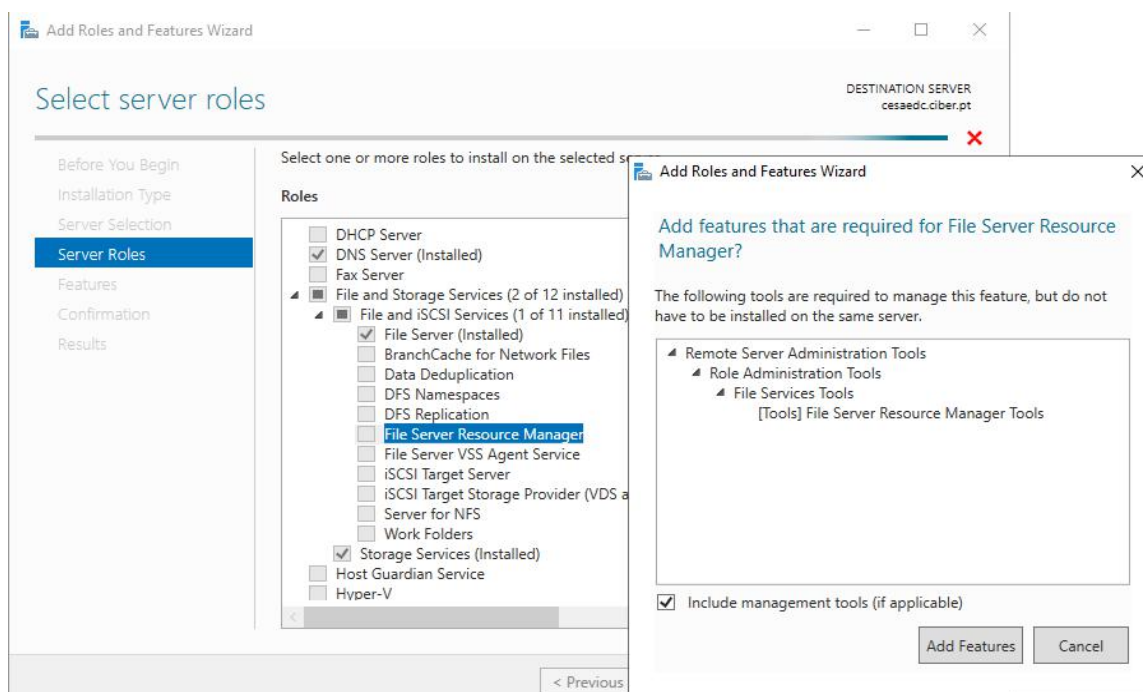 Add Roles and Features Wizard
Select server roles
DESTINATION SERVER
cesaedc.ciber.pt
Before You Begin
Installation Type
Server Selection
Server Roles
Features
Confirmation
Results
Select one or more roles to install on the selected
Roles
DHCP Server
DNS Server (Installed)
Fax Server
File and Storage Services (2 of 12 installed)
File and iSCSI Services (1 of 11 installed)
File Server (Installed)
BranchCache for Network Files
Data Deduplication
DFS Namespaces
DFS Replication
File Server Resource Manager
File Server VSS Agent Service
iSCSI Target Server
iSCSI Target Storage Provider (VDS a
Server for NFS
Work Folders
Storage Services (Installed)
Host Guardian Service
Hyper-V
< Previous
Add Roles and Features Wizard
Add features that are required for File Server Resource
Manager?
The following tools are required to manage this feature, but do not
have to be installed on the same server.
Remote Server Administration Tools
Role Administration Tools
File Services Tools
[Tools] File Server Resource Manager Tools
Include management tools (if applicable)
Add Features
Cancel